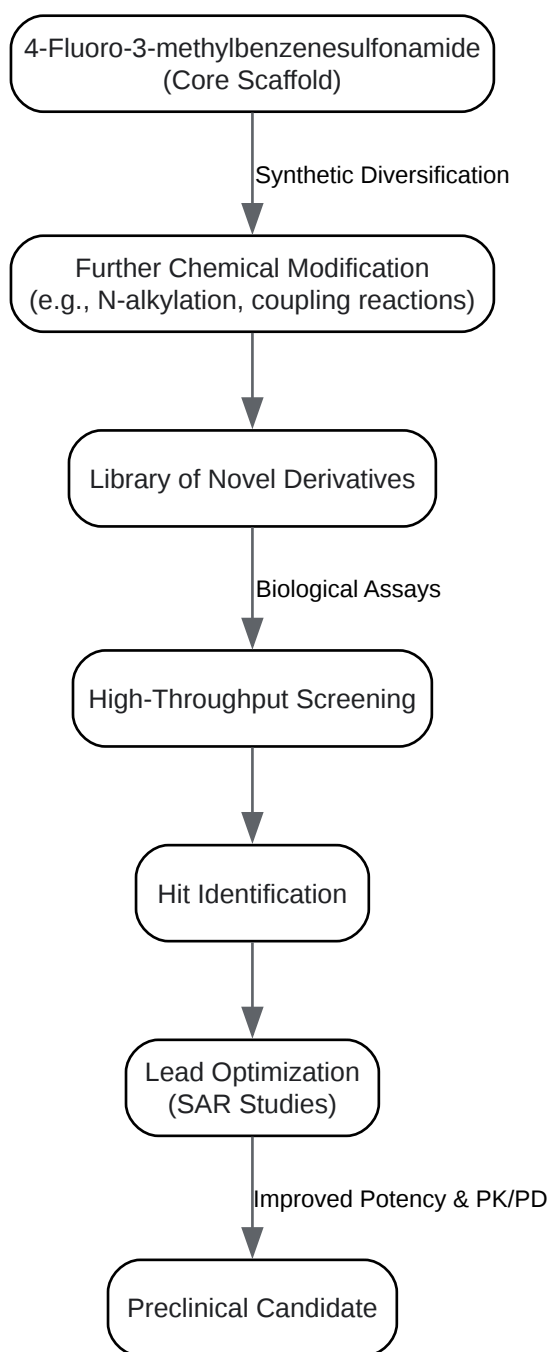 4-Fluoro-3-methylbenzenesulfonamide
(Core Scaffold)
Synthetic Diversification
Further Chemical Modification
(e.g., N-alkylation, coupling reactions)
Library of Novel Derivatives
Biological Assays
High-Throughput Screening
Hit Identification
Lead Optimization
(SAR Studies)
Improved Potency & PK/PD
Preclinical Candidate